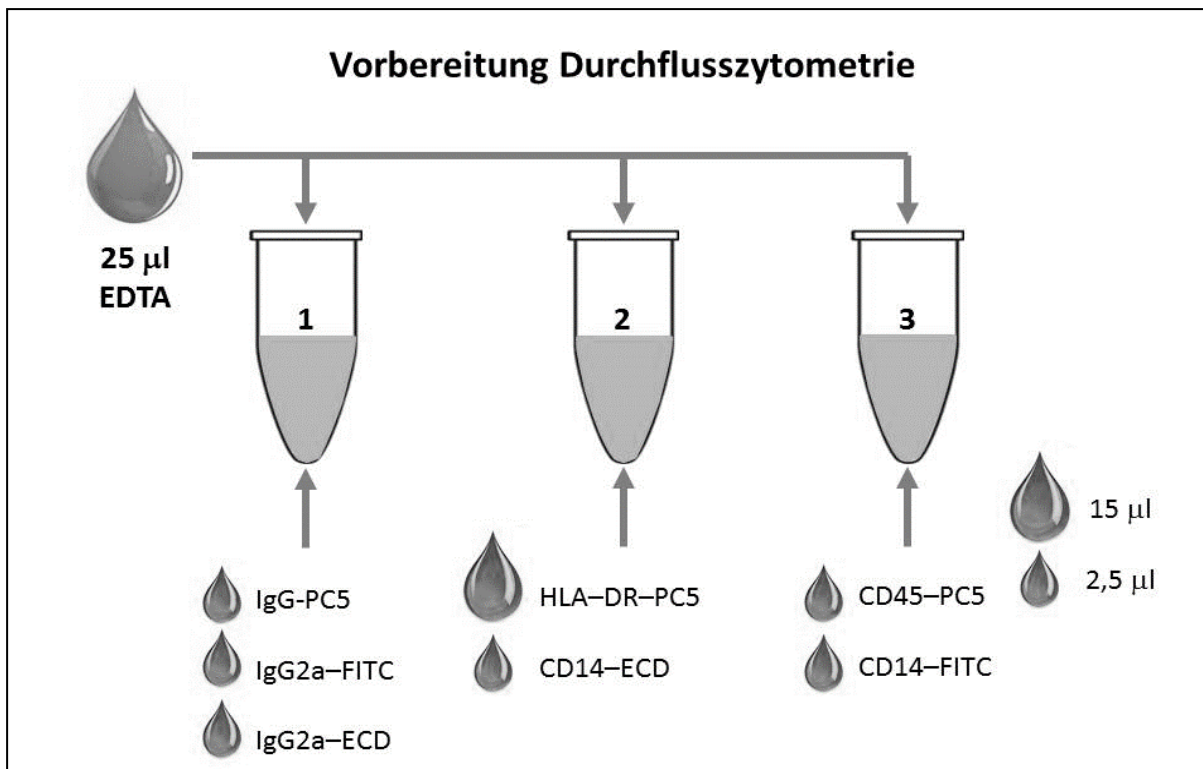 Vorbereitung Durchflusszytometrie
25 μl
EDTA
1
2
3
IgG-PC5
IgG2a–FITC
IgG2a–ECD
HLA–DR–PC5
CD14–ECD
CD45–PC5
CD14–FITC
15 μl
2,5 μl